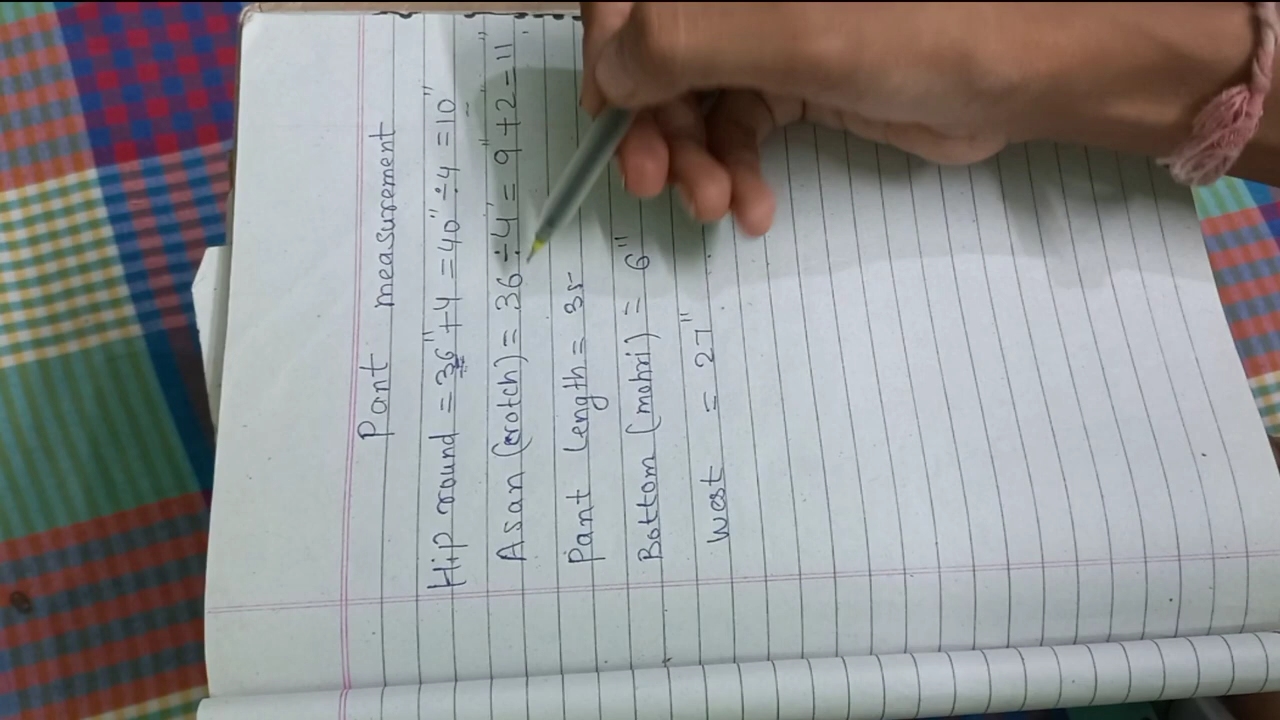 Pant measurement
Hip round = 36" + 4 = 40" ÷ 4 = 10"
Asan (crotch) = 36 ÷ 4 = 9" + 2 = 11"
Pant length = 35
Bottom (mohri) = 6"
West = 27"